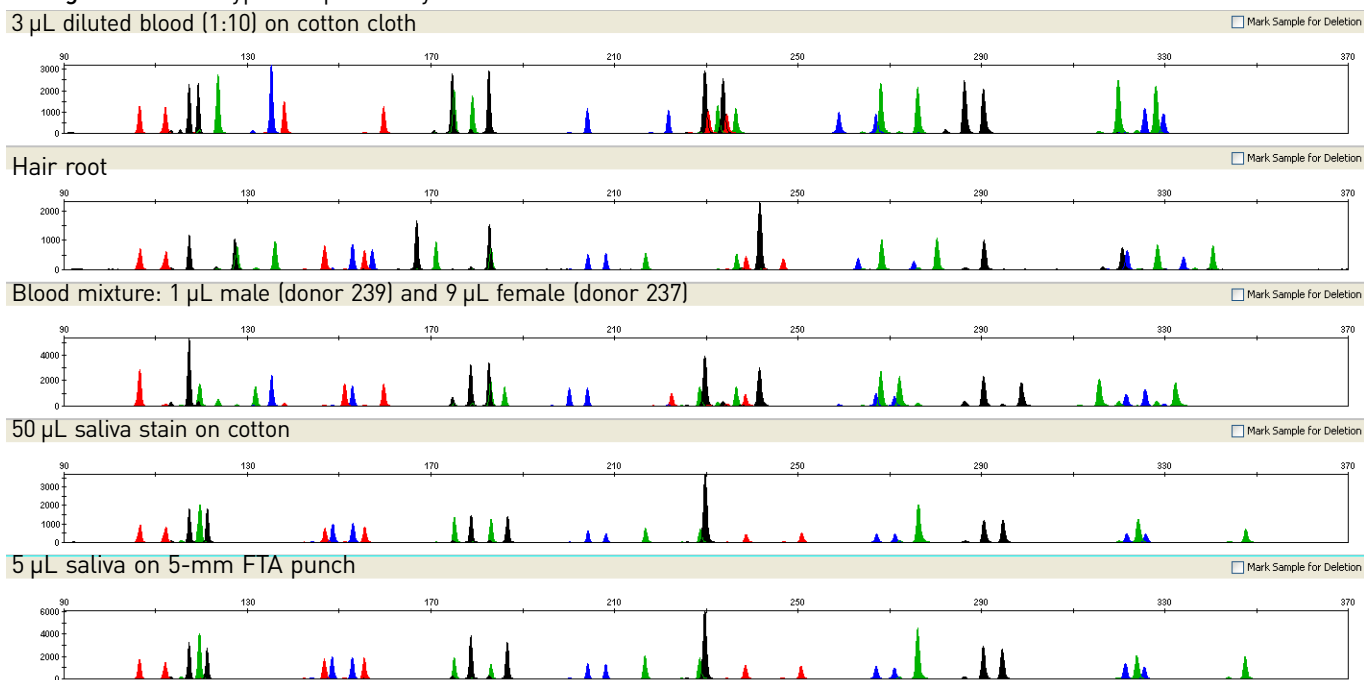 3 µL diluted blood (1:10) on cotton cloth
Mark Sample for Deletion
90 130 170 210 250 290 330 370
3000
2000
1000
0
Hair root
Mark Sample for Deletion
90 130 170 210 250 290 330 370
2000
1000
0
Blood mixture: 1 µL male (donor 239) and 9 µL female (donor 237)
Mark Sample for Deletion
90 130 170 210 250 290 330 370
4000
2000
0
50 µL saliva stain on cotton
Mark Sample for Deletion
90 130 170 210 250 290 330 370
3000
2000
1000
0
5 µL saliva on 5-mm FTA punch
Mark Sample for Deletion
90 130 170 210 250 290 330 370
6000
4000
2000
0